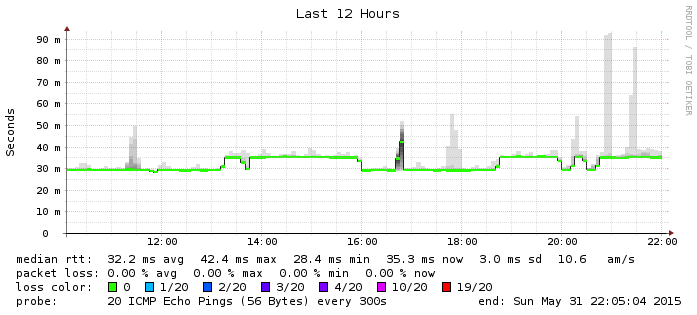 Last 12 Hours
RRDTOOL / TOBI OETIKER
Seconds
90 m
80 m
70 m
60 m
50 m
40 m
30 m
20 m
10 m
0
12:00 14:00 16:00 18:00 20:00 22:00
median rtt: 32.2 ms avg 42.4 ms max 28.4 ms min 35.3 ms now 3.0 ms sd 10.6 am/s
packet loss: 0.00 % avg 0.00 % max 0.00 % min 0.00 % now
loss color: 0 1/20 2/20 3/20 4/20 10/20 19/20
probe: 20 ICMP Echo Pings (56 Bytes) every 300s end: Sun May 31 22:05:04 2015